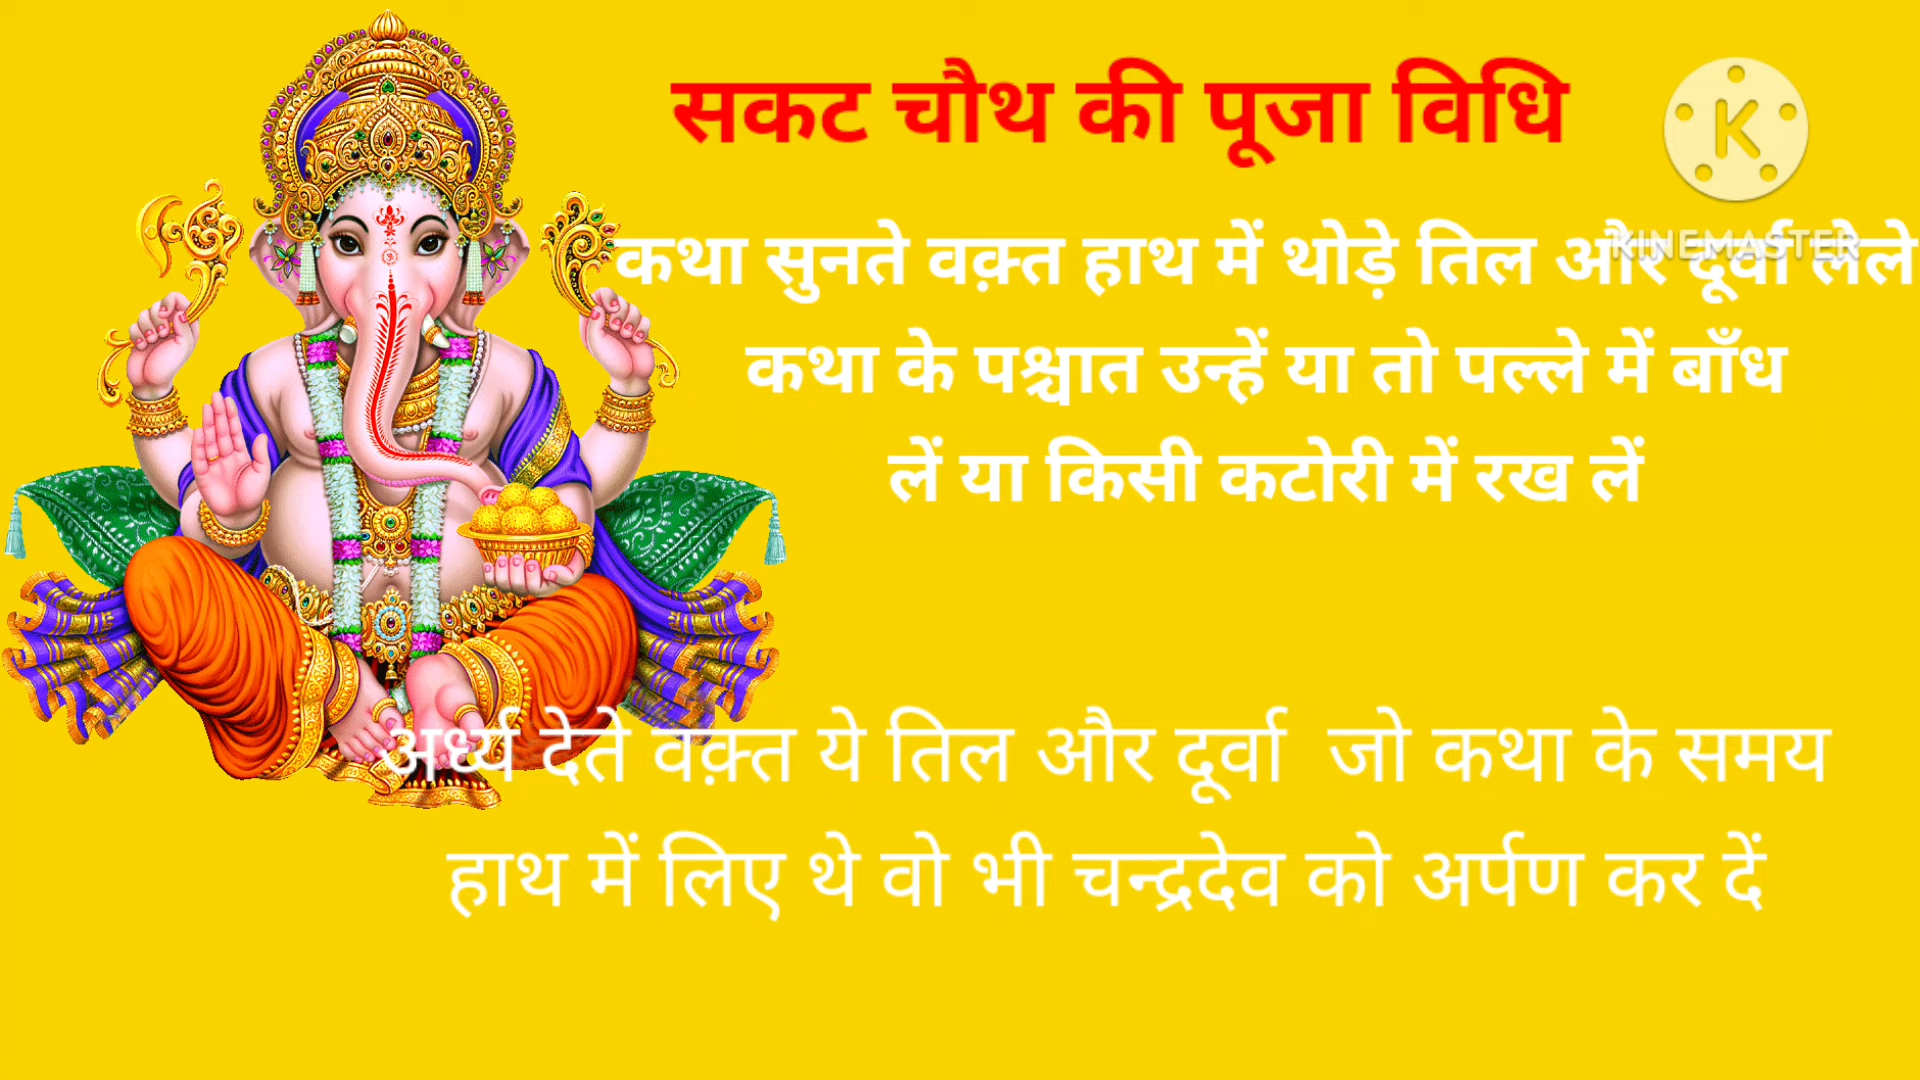 सकट चौथ की पूजा विधि
K
KINEMASTER
कथा सुनते वक़्त हाथ में थोड़े तिल और दूर्वा लेले
कथा के पश्चात उन्हें या तो पल्ले में बाँध
लें या किसी कटोरी में रख लें
अर्ध्य देते वक़्त ये तिल और दूर्वा जो कथा के समय
हाथ में लिए थे वो भी चन्द्रदेव को अर्पण कर दें